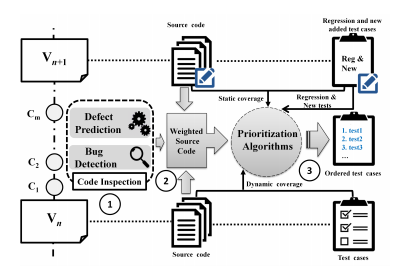 Source code
Regression and new
added test cases
Vn+1
Reg &
New
Regression &
New tests
Static coverage
Cm
Defect
Prediction
Weighted
Source
Code
Prioritization
Algorithms
1. test1
2. test2
3. test3
...
Bug
Detection
C2
2
3
Ordered test cases
Code Inspection
C1
Dynamic coverage
1
Vn
Source code
Test cases